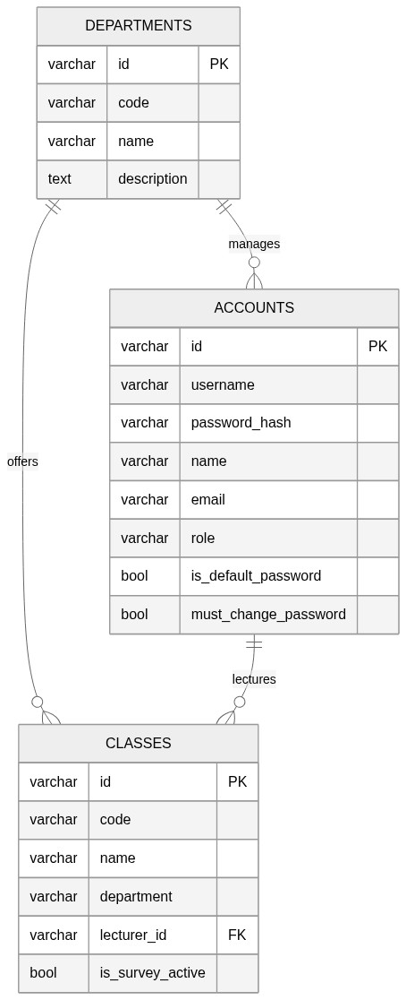 DEPARTMENTS
varchar id PK
varchar code
varchar name
text description
manages
ACCOUNTS
varchar id PK
varchar username
varchar password_hash
varchar name
varchar email
varchar role
bool is_default_password
bool must_change_password
offers
lectures
CLASSES
varchar id PK
varchar code
varchar name
varchar department
varchar lecturer_id FK
bool is_survey_active